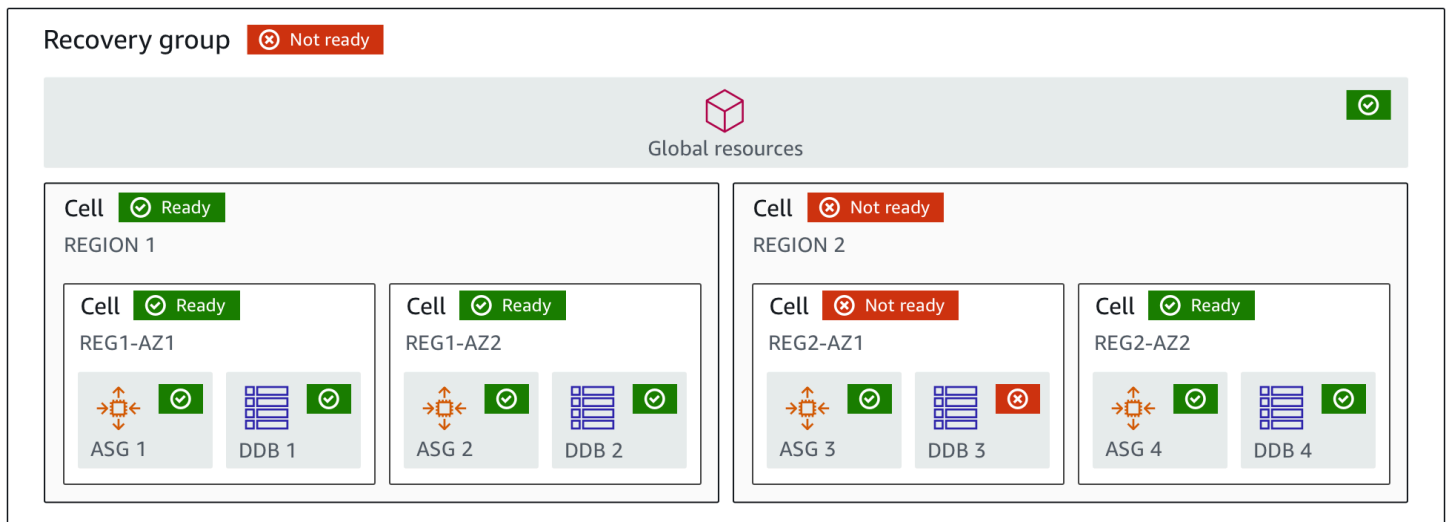 Recovery group Not ready
Global resources
Cell Ready
REGION 1
Cell Ready
REG1-AZ1
ASG 1
DDB 1
Cell Ready
REG1-AZ2
ASG 2
DDB 2
Cell Not ready
REGION 2
Cell Not ready
REG2-AZ1
ASG 3
DDB 3
Cell Ready
REG2-AZ2
ASG 4
DDB 4